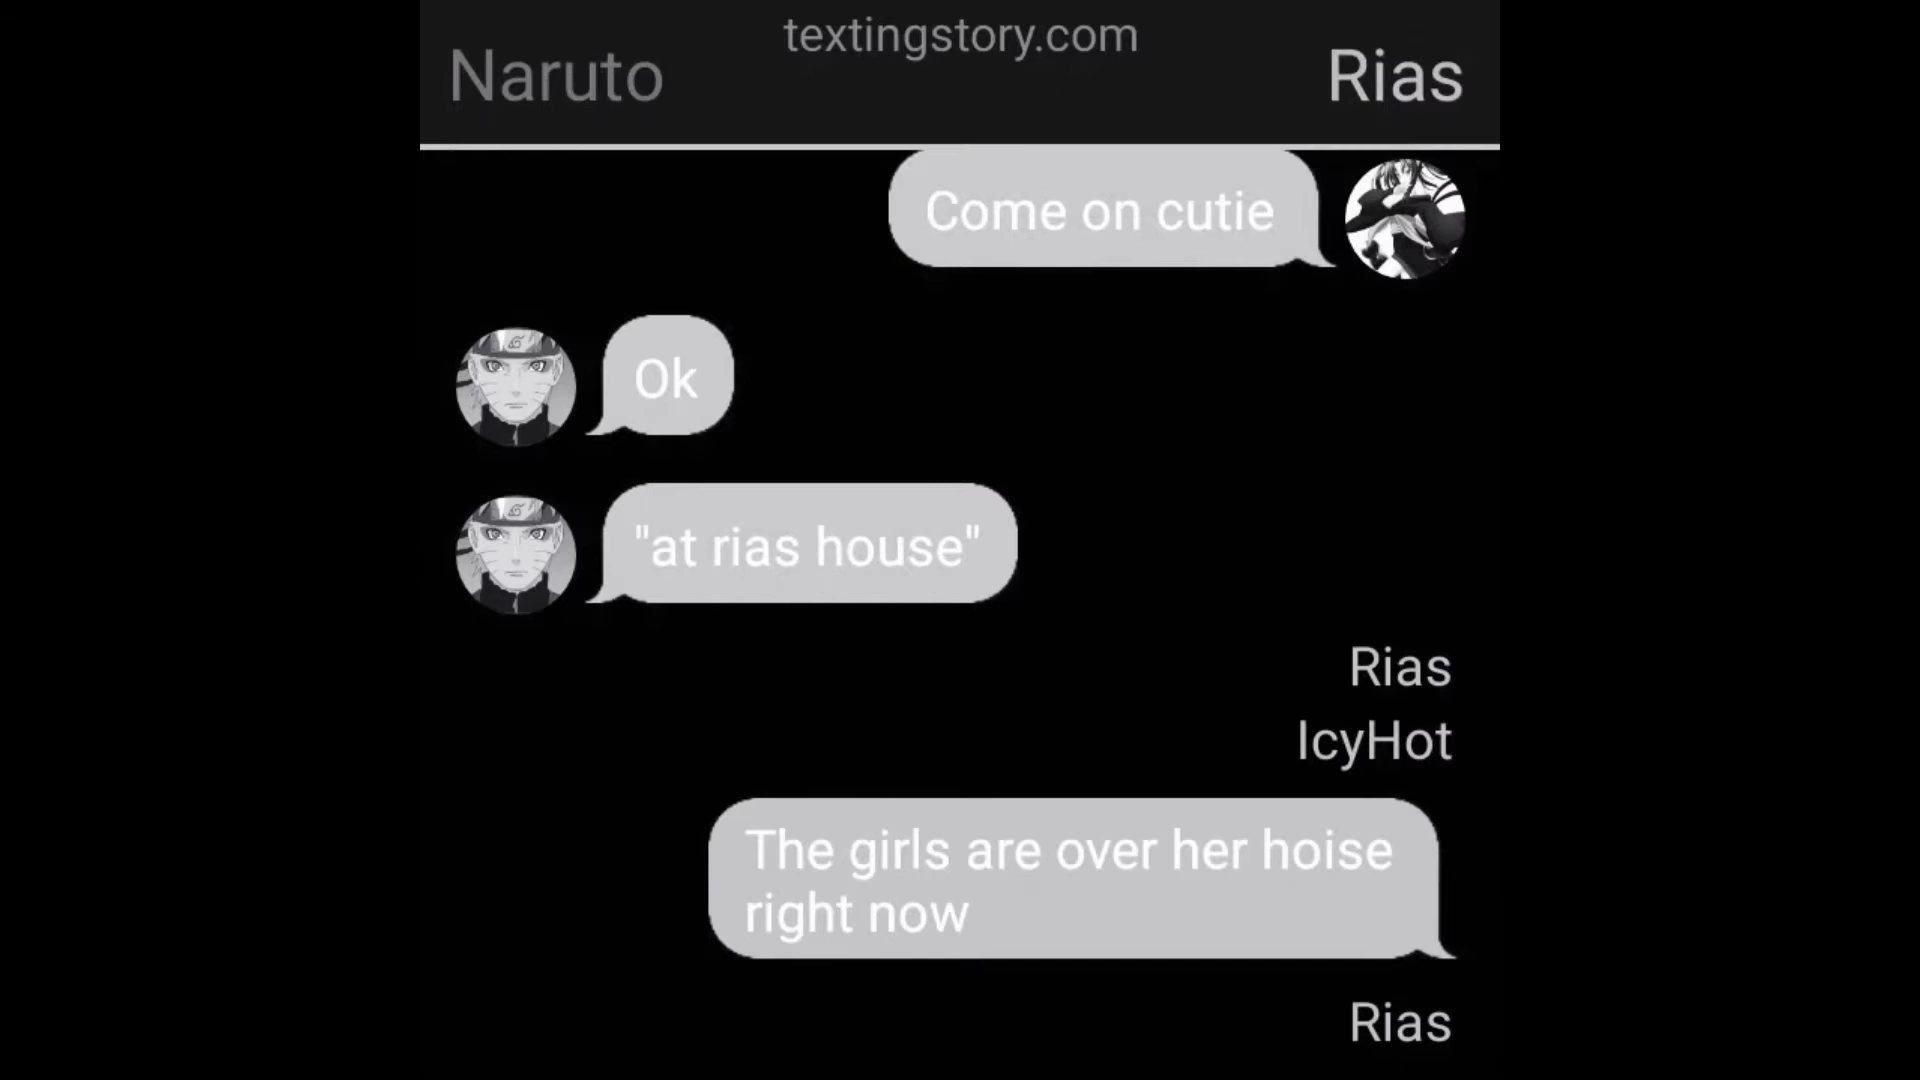 textingstory.com
Naruto
Rias
Come on cutie
Ok
"at rias house"
Rias
IcyHot
The girls are over her hoise
right now
Rias